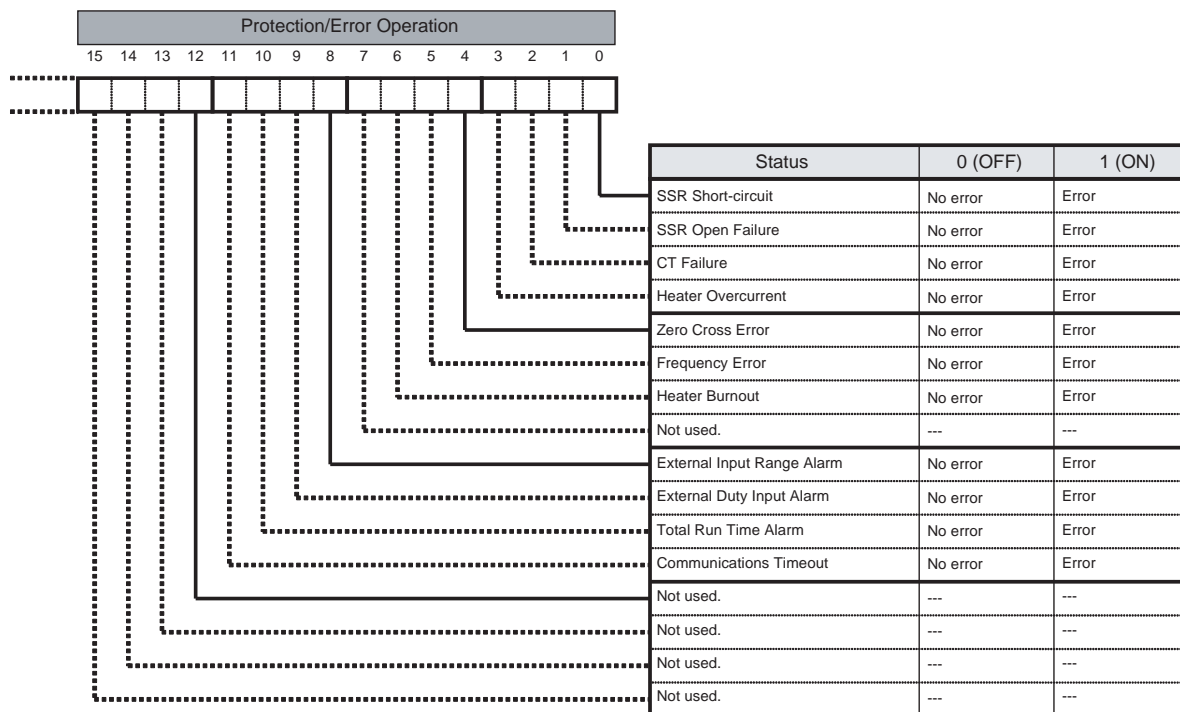 Protection/Error Operation
15 14 13 12 11 10 9 8 7 6 5 4 3 2 1 0
Status 0 (OFF) 1 (ON)
SSR Short-circuit No error Error
SSR Open Failure No error Error
CT Failure No error Error
Heater Overcurrent No error Error
Zero Cross Error No error Error
Frequency Error No error Error
Heater Burnout No error Error
Not used. --- ---
External Input Range Alarm No error Error
External Duty Input Alarm No error Error
Total Run Time Alarm No error Error
Communications Timeout No error Error
Not used. --- ---
Not used. --- ---
Not used. --- ---
Not used. --- ---